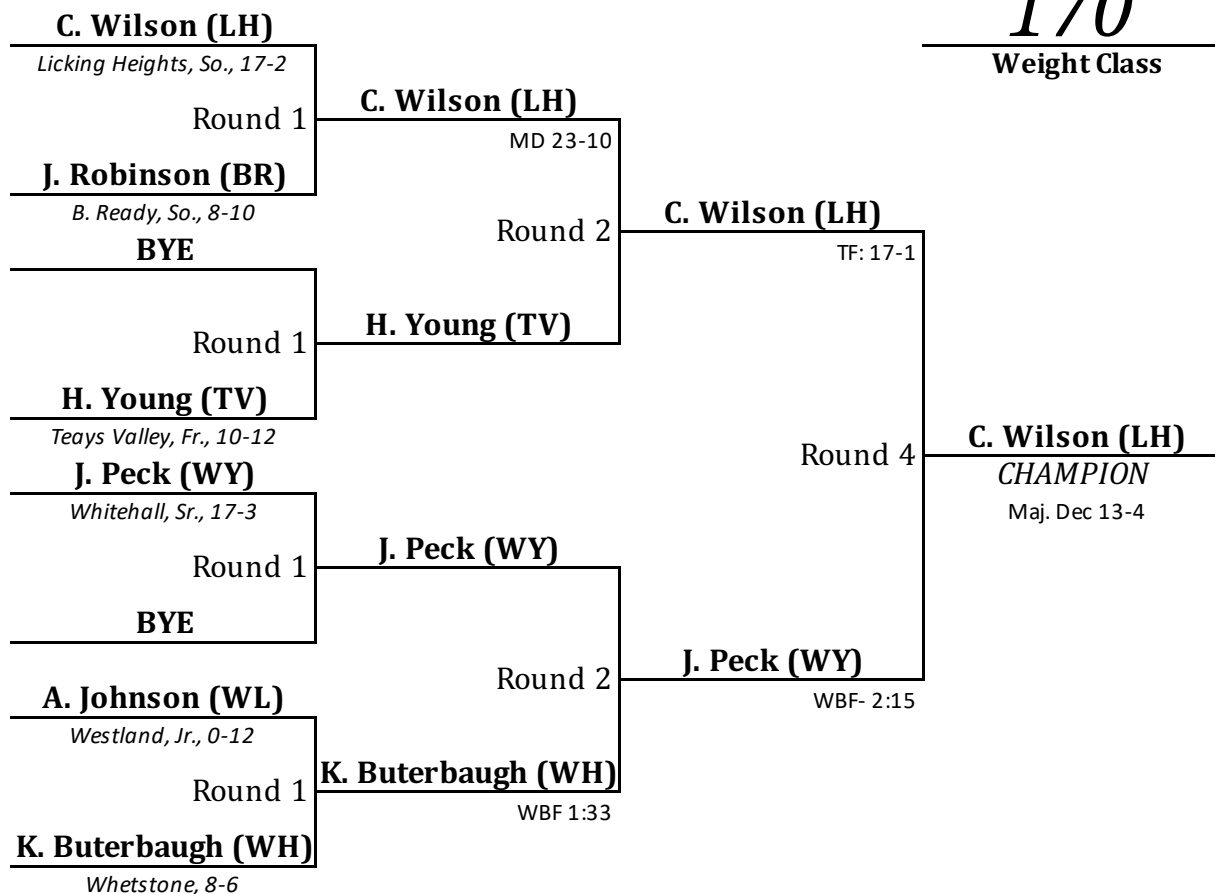 170
Weight Class
C. Wilson (LH)
Licking Heights, So., 17-2
Round 1
J. Robinson (BR)
B. Ready, So., 8-10
BYE
Round 1
H. Young (TV)
Teays Valley, Fr., 10-12
J. Peck (WY)
Whitehall, Sr., 17-3
Round 1
BYE
A. Johnson (WL)
Westland, Jr., 0-12
Round 1
K. Buterbaugh (WH)
Whetstone, 8-6
C. Wilson (LH)
MD 23-10
Round 2
H. Young (TV)
J. Peck (WY)
Round 2
K. Buterbaugh (WH)
WBF 1:33
C. Wilson (LH)
TF: 17-1
Round 4
J. Peck (WY)
WBF- 2:15
C. Wilson (LH)
CHAMPION
Maj. Dec 13-4